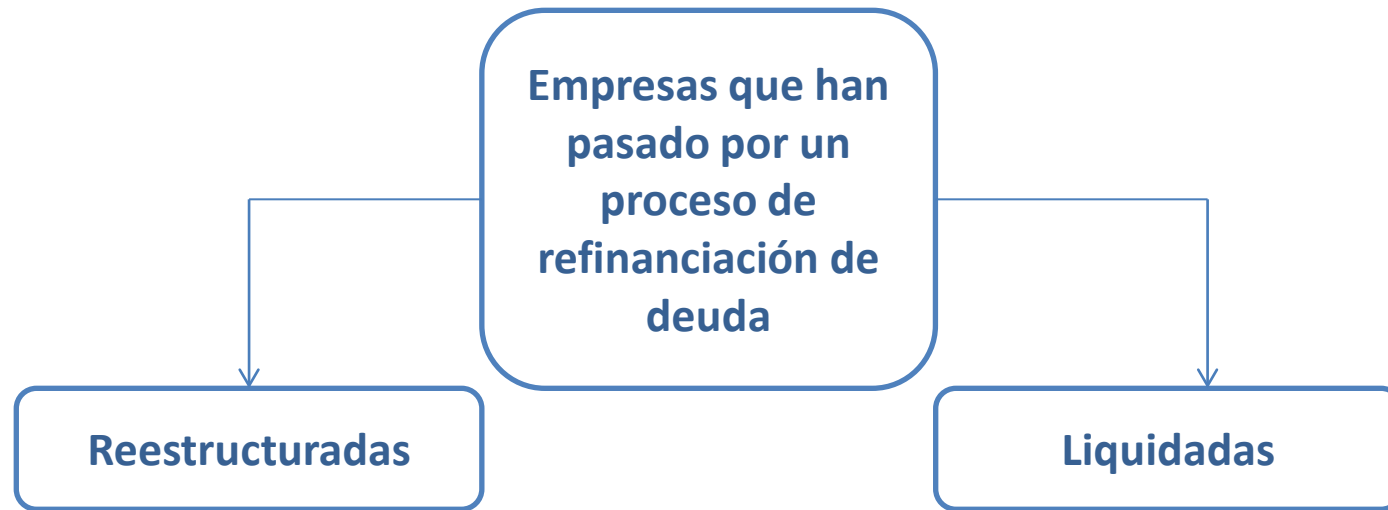 Empresas que han
pasado por un
proceso de
refinanciación de
deuda
Reestructuradas
Liquidadas